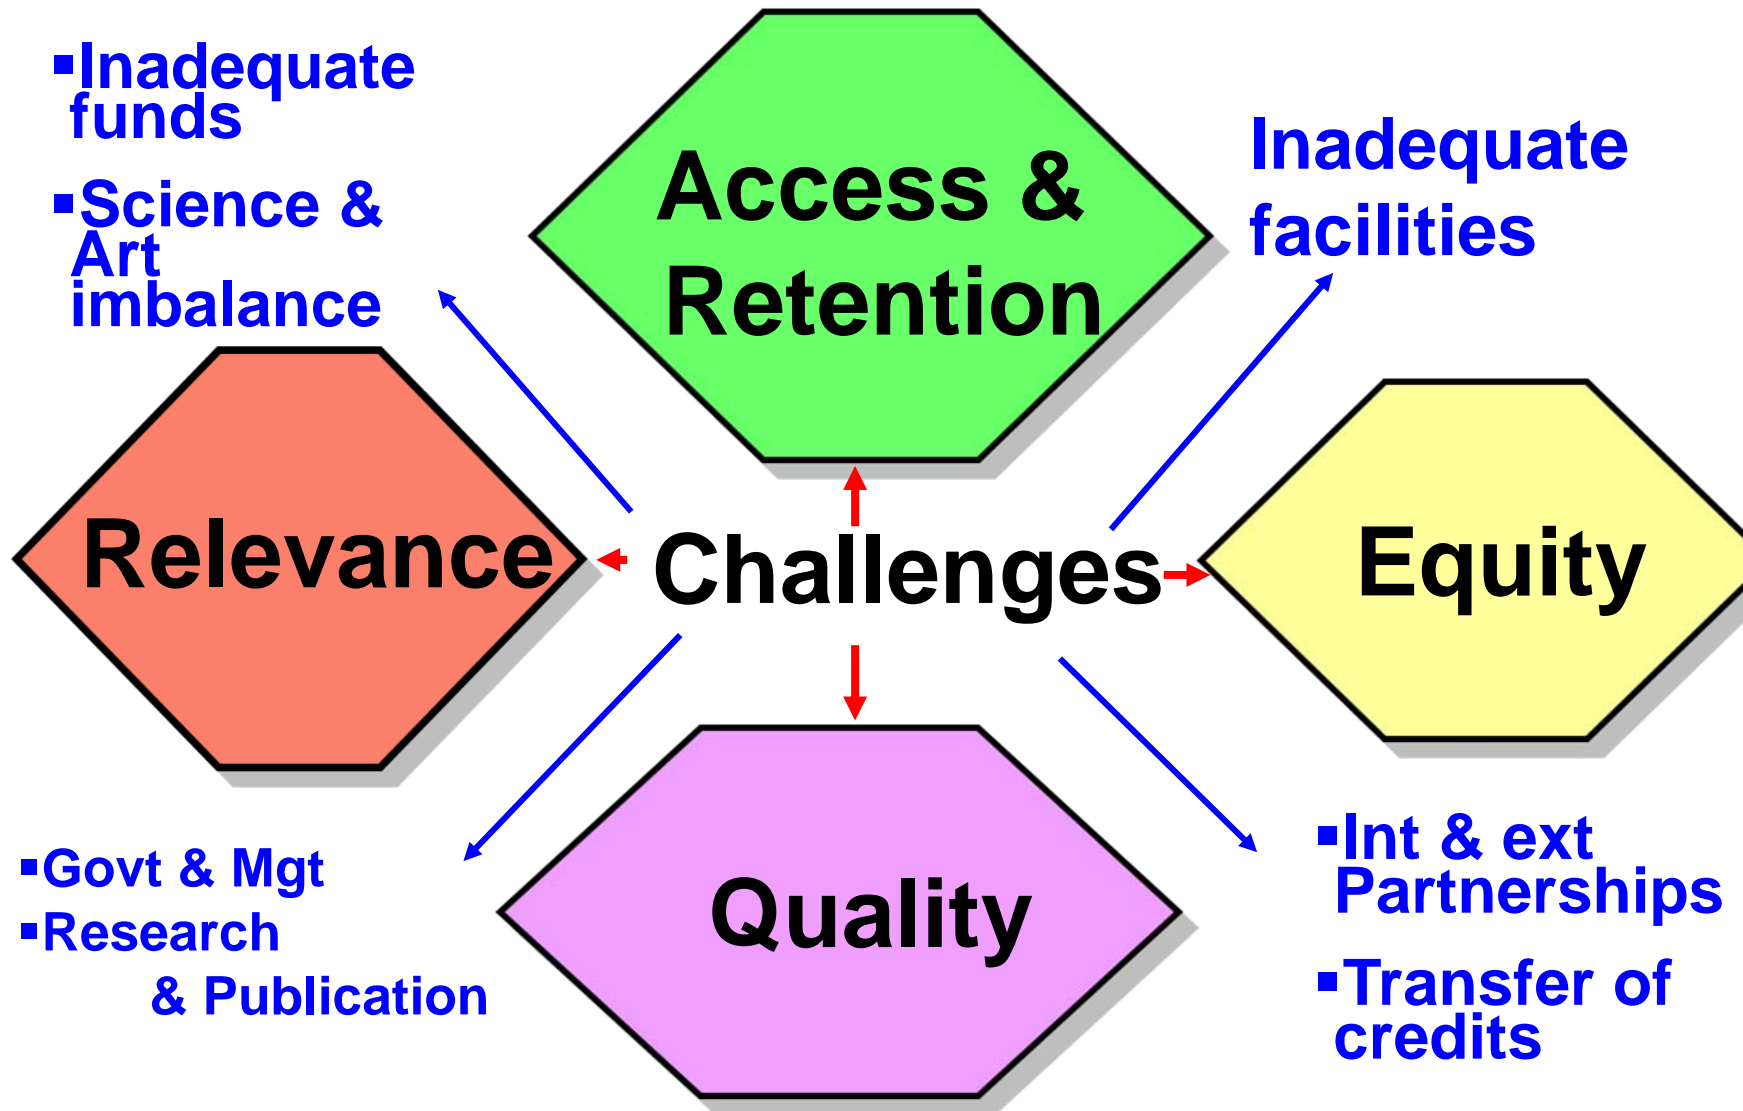 ▪Inadequate
funds
▪Science &
Art
imbalance
Access &
Retention
Inadequate
facilities
Relevance
Challenges
Equity
▪Govt & Mgt
▪Research
& Publication
Quality
▪Int & ext
Partnerships
▪Transfer of
credits